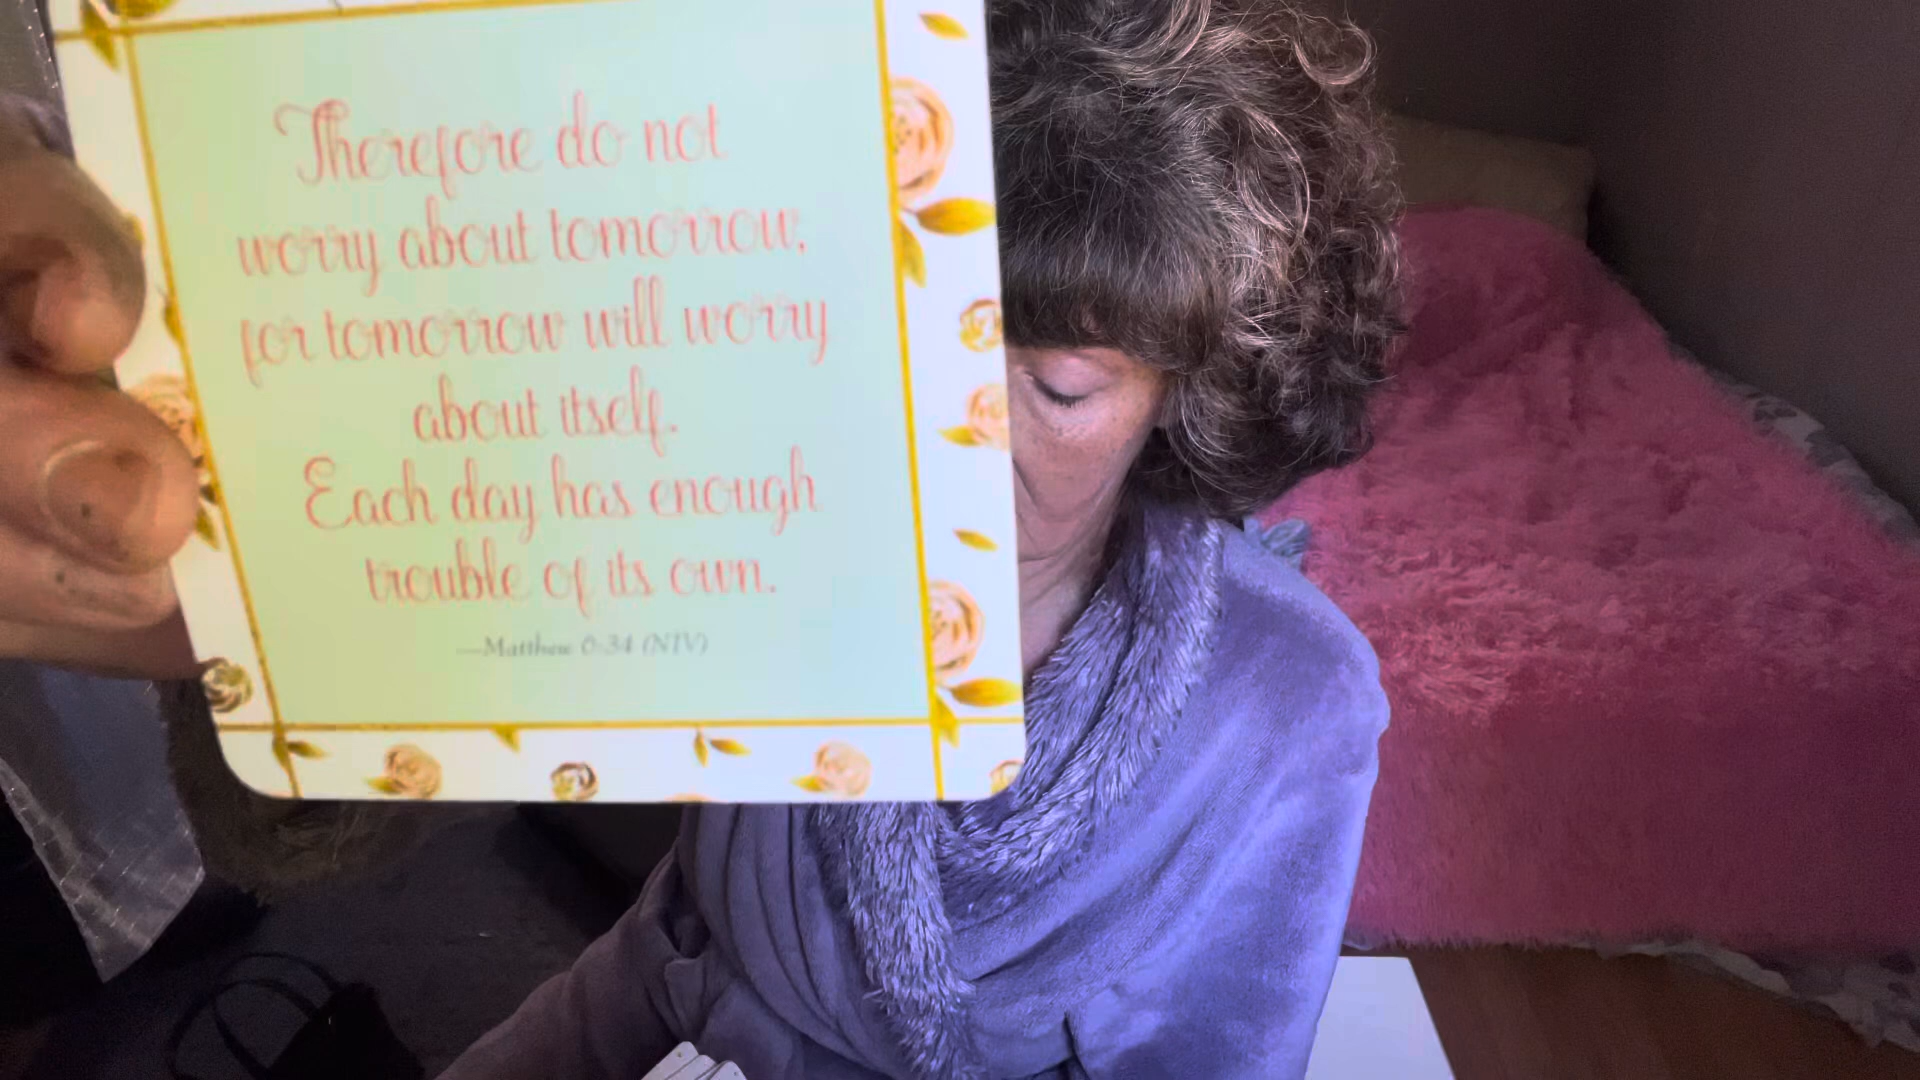 Therefore do not
worry about tomorrow,
for tomorrow will worry
about itself.
Each day has enough
trouble of its own.
—Matthew 6:34 (NIV)